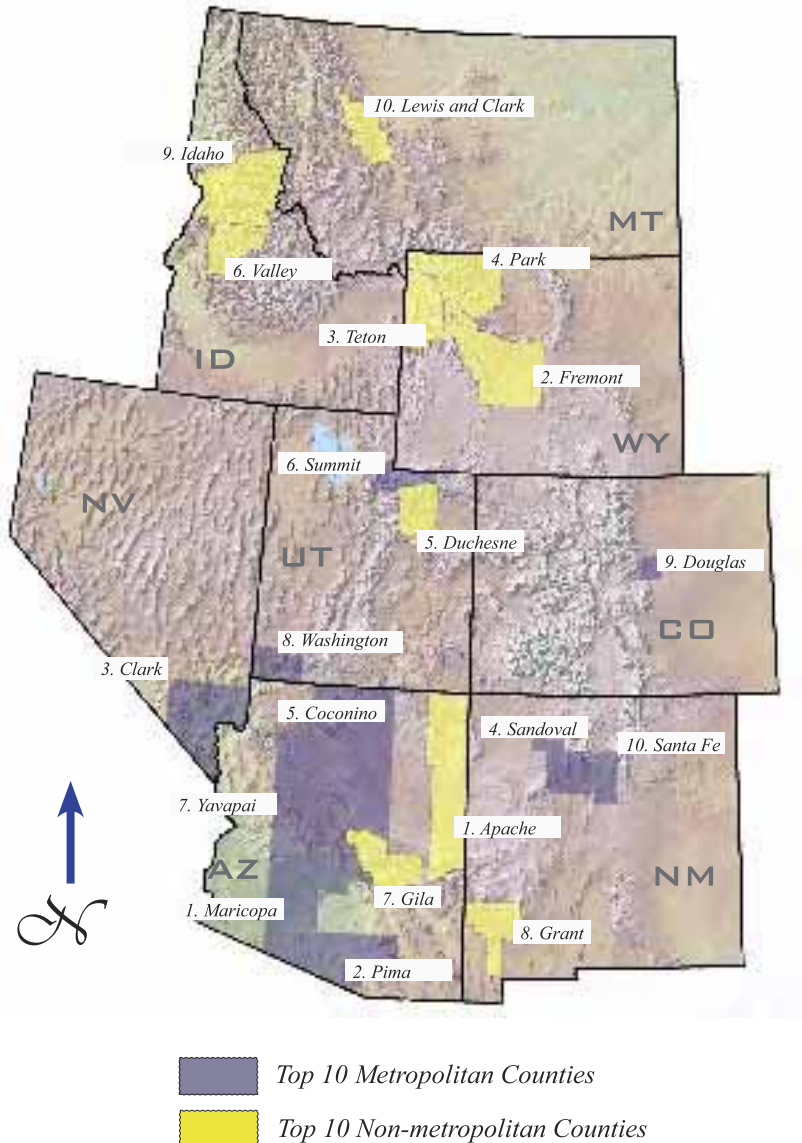 10. Lewis and Clark
9. Idaho
MT
4. Park
6. Valley
3. Teton
ID
2. Fremont
WY
6. Summit
NV
5. Duchesne
UT
9. Douglas
CO
8. Washington
3. Clark
5. Coconino
4. Sandoval
10. Santa Fe
7. Yavapai
1. Apache
AZ
NM
7. Gila
1. Maricopa
8. Grant
2. Pima
N
Top 10 Metropolitan Counties
Top 10 Non-metropolitan Counties